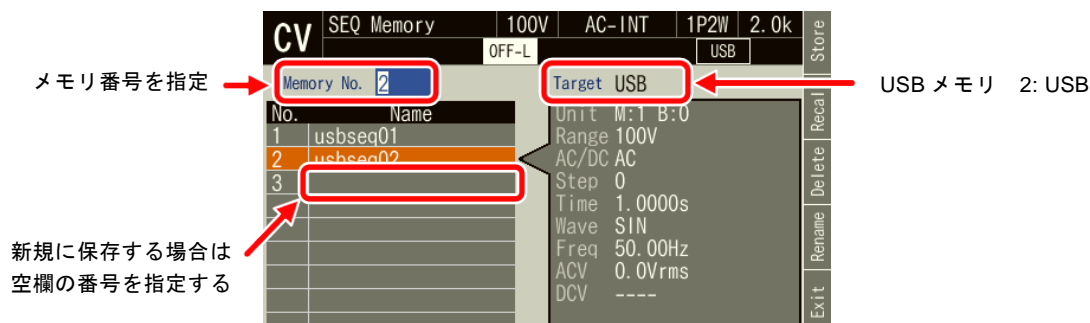 CV SEQ Memory 100V AC-INT 1P2W 2.0k
OFF-L USB
Store
メモリ番号を指定
Memory No. 2
Target USB
USB メモリ 2: USB
Recal
No. Name
1 usbseq01
2 usbseq02
3
Unit M:1 B:0
Range 100V
AC/DC AC
Step 0
Time 1.0000s
Wave SIN
Freq 50.00Hz
ACV 0.0Vrms
DCV ----
Delete
Rename
Exit
新規に保存する場合は
空欄の番号を指定する